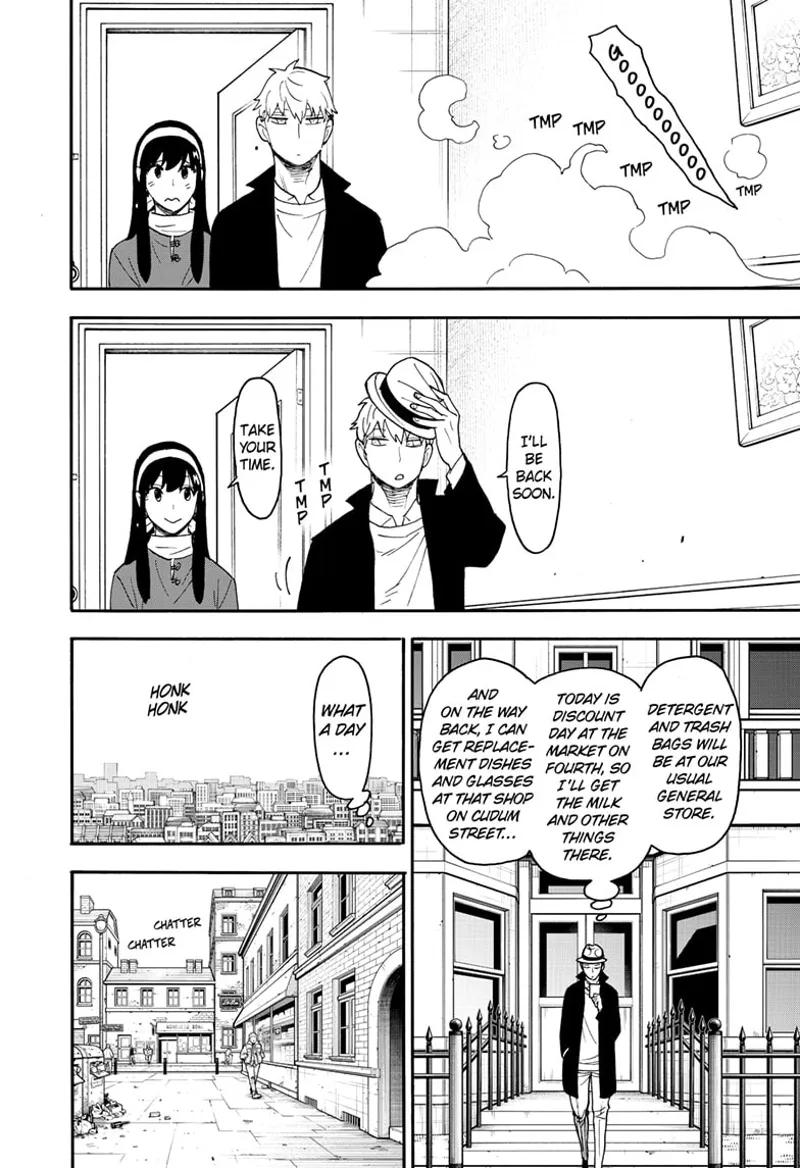 GOOOOOOOOOO
TMP
TMP
TMP
TMP
TMP
I'LL
BE
BACK
SOON.
TMP
TMP
TAKE
YOUR
TIME.
DETERGENT
AND TRASH
BAGS WILL
BE AT OUR
USUAL
GENERAL
STORE.
TODAY IS
DISCOUNT
DAY AT THE
MARKET ON
FOURTH, SO
I'LL GET
THE MILK
AND OTHER
THINGS
THERE.
AND
ON THE WAY
BACK, I CAN
GET REPLACE-
MENT DISHES
AND GLASSES
AT THAT SHOP
ON CUDUM
STREET...
WHAT
A DAY
...
HONK
HONK
CHATTER
CHATTER